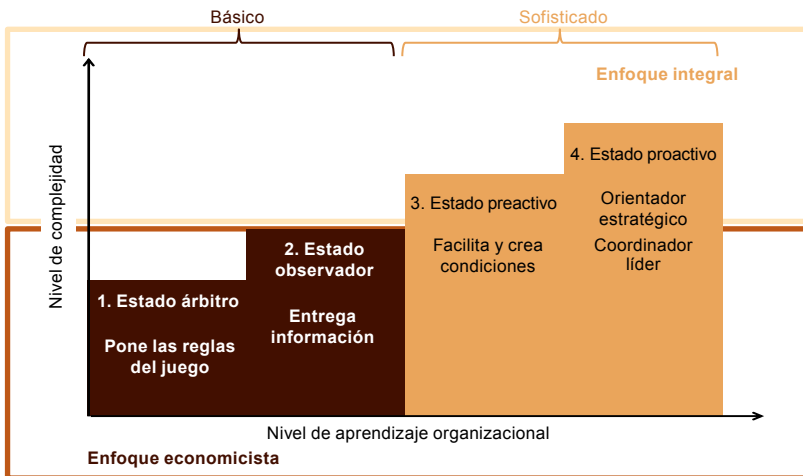 Básico
Sofisticado
Enfoque integral
Nivel de complejidad
4. Estado proactivo
Orientador
estratégico
Coordinador
líder
3. Estado preactivo
Facilita y crea
condiciones
2. Estado
observador
Entrega
información
1. Estado árbitro
Pone las reglas
del juego
Nivel de aprendizaje organizacional
Enfoque economicista